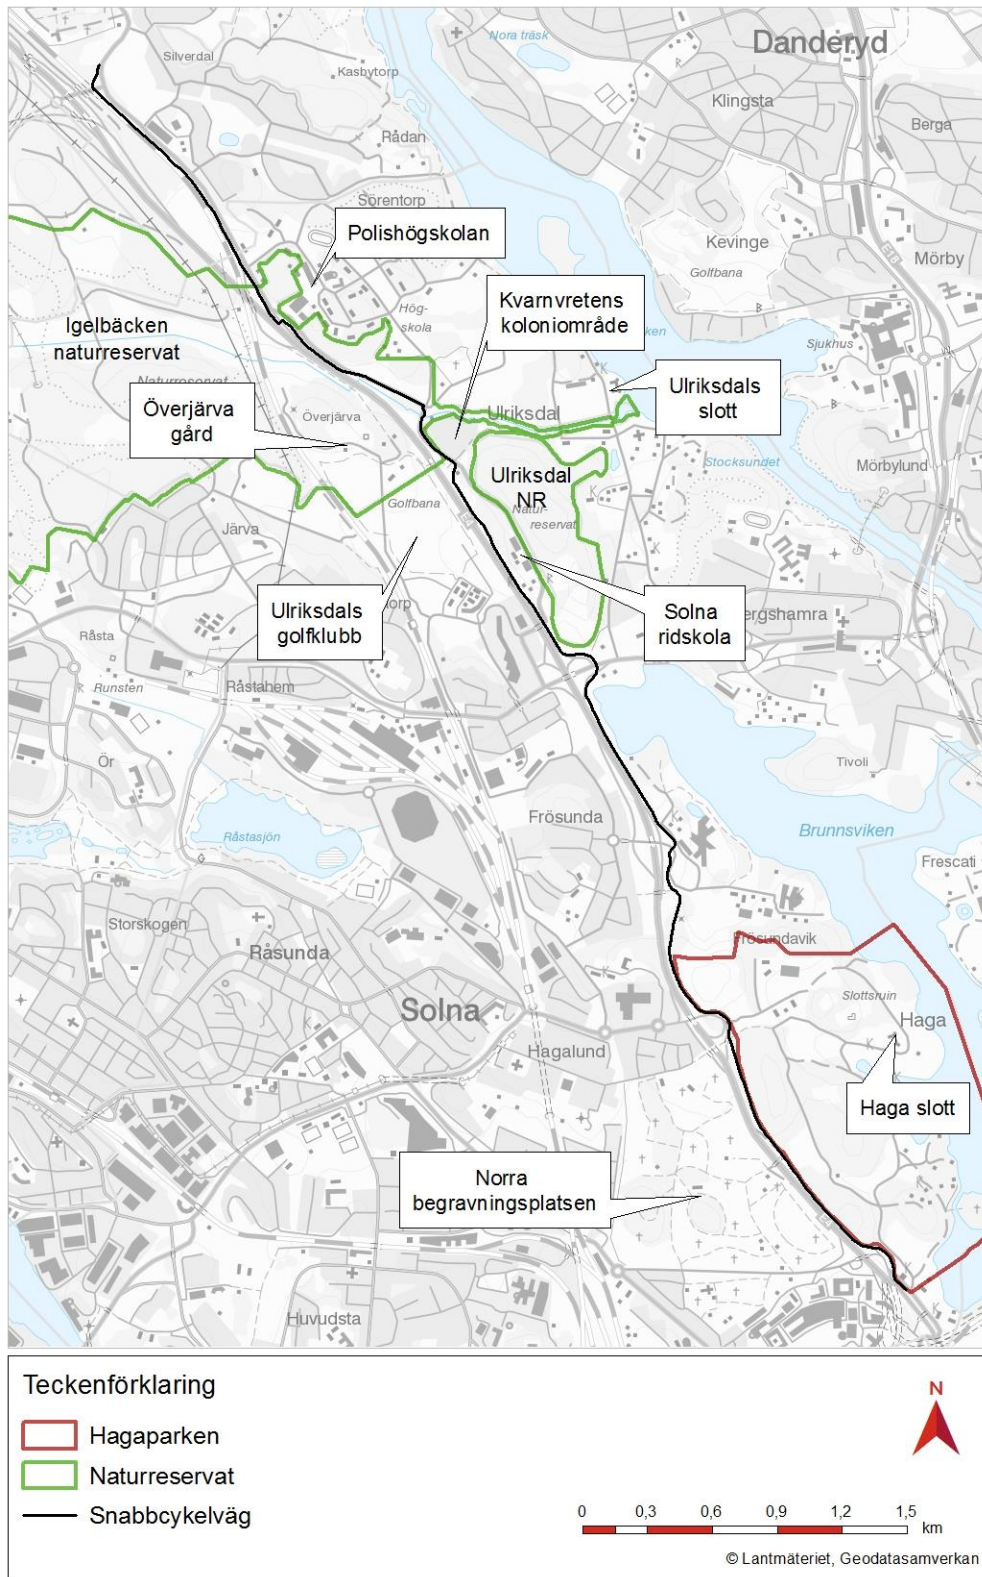 Danderyd
Silverdal
Nora träsk
Kasbytorp
Klingsta
Berga
Rådan
Sörentorp
Polishögskolan
Kevinge
Golfbana
Mörby
Hög-
skola
Kvarnvretens
koloniområde
Igelbäcken
naturreservat
Naturreservat
Sjukhus
Ulriksdals
slott
Överjärva
gård
Överjärva
Ulriksdal
Ulriksdal
NR
Natur-
reservat
Stocksundet
Mörbylund
Golfbana
Järva
Ulriksdals
golfklubb
Solna
ridskola
Råsta
Runsten
Råstahem
Ör
Tivoli
Råstasjön
Frösunda
Brunnsviken
Frescati
Storskogen
Råsunda
Frösundavik
Solna
Slottsruin
Haga
Hagalund
Haga slott
Norra
begravningsplatsen
Huvudsta
Teckenförklaring
Hagaparken
Naturreservat
Snabbcykelväg
N
0 0,3 0,6 0,9 1,2 1,5
km
© Lantmäteriet, Geodatasamverkan